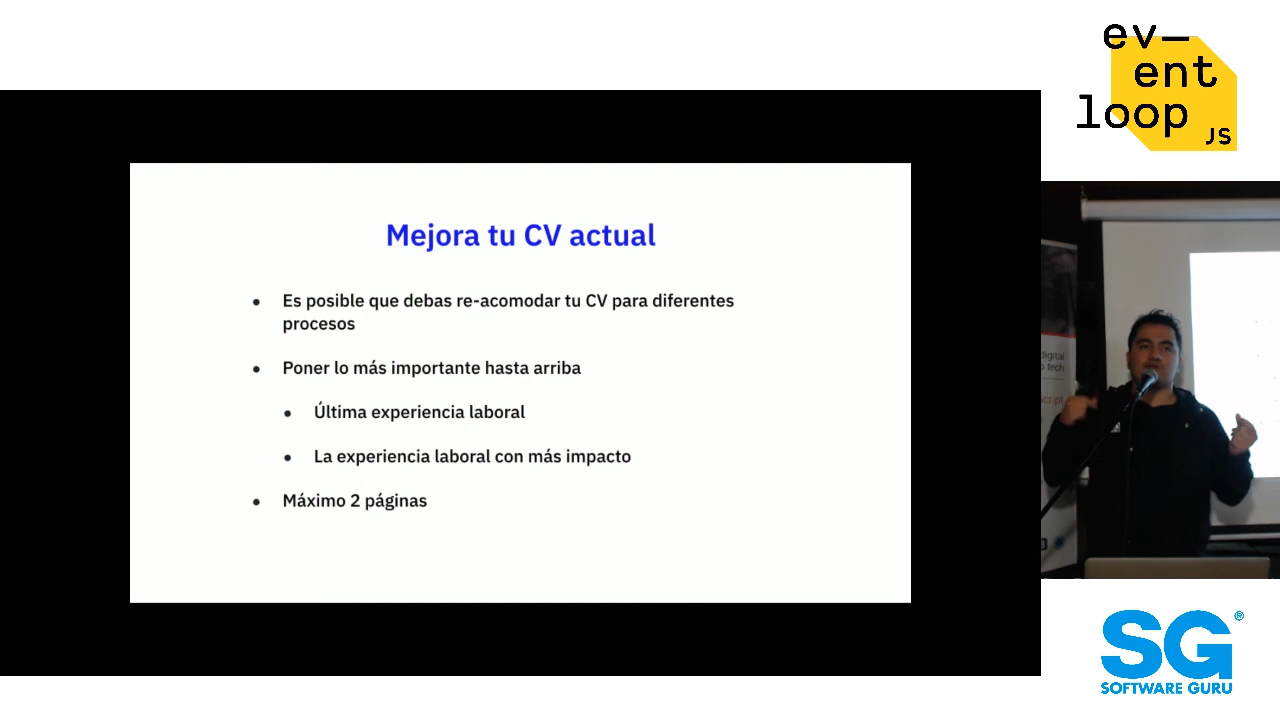 ev—
ent
loop
JS
Mejora tu CV actual
• Es posible que debas re-acomodar tu CV para diferentes
procesos
• Poner lo más importante hasta arriba
• Última experiencia laboral
• La experiencia laboral con más impacto
• Máximo 2 páginas
digital
tech
SG®
SOFTWARE GURU